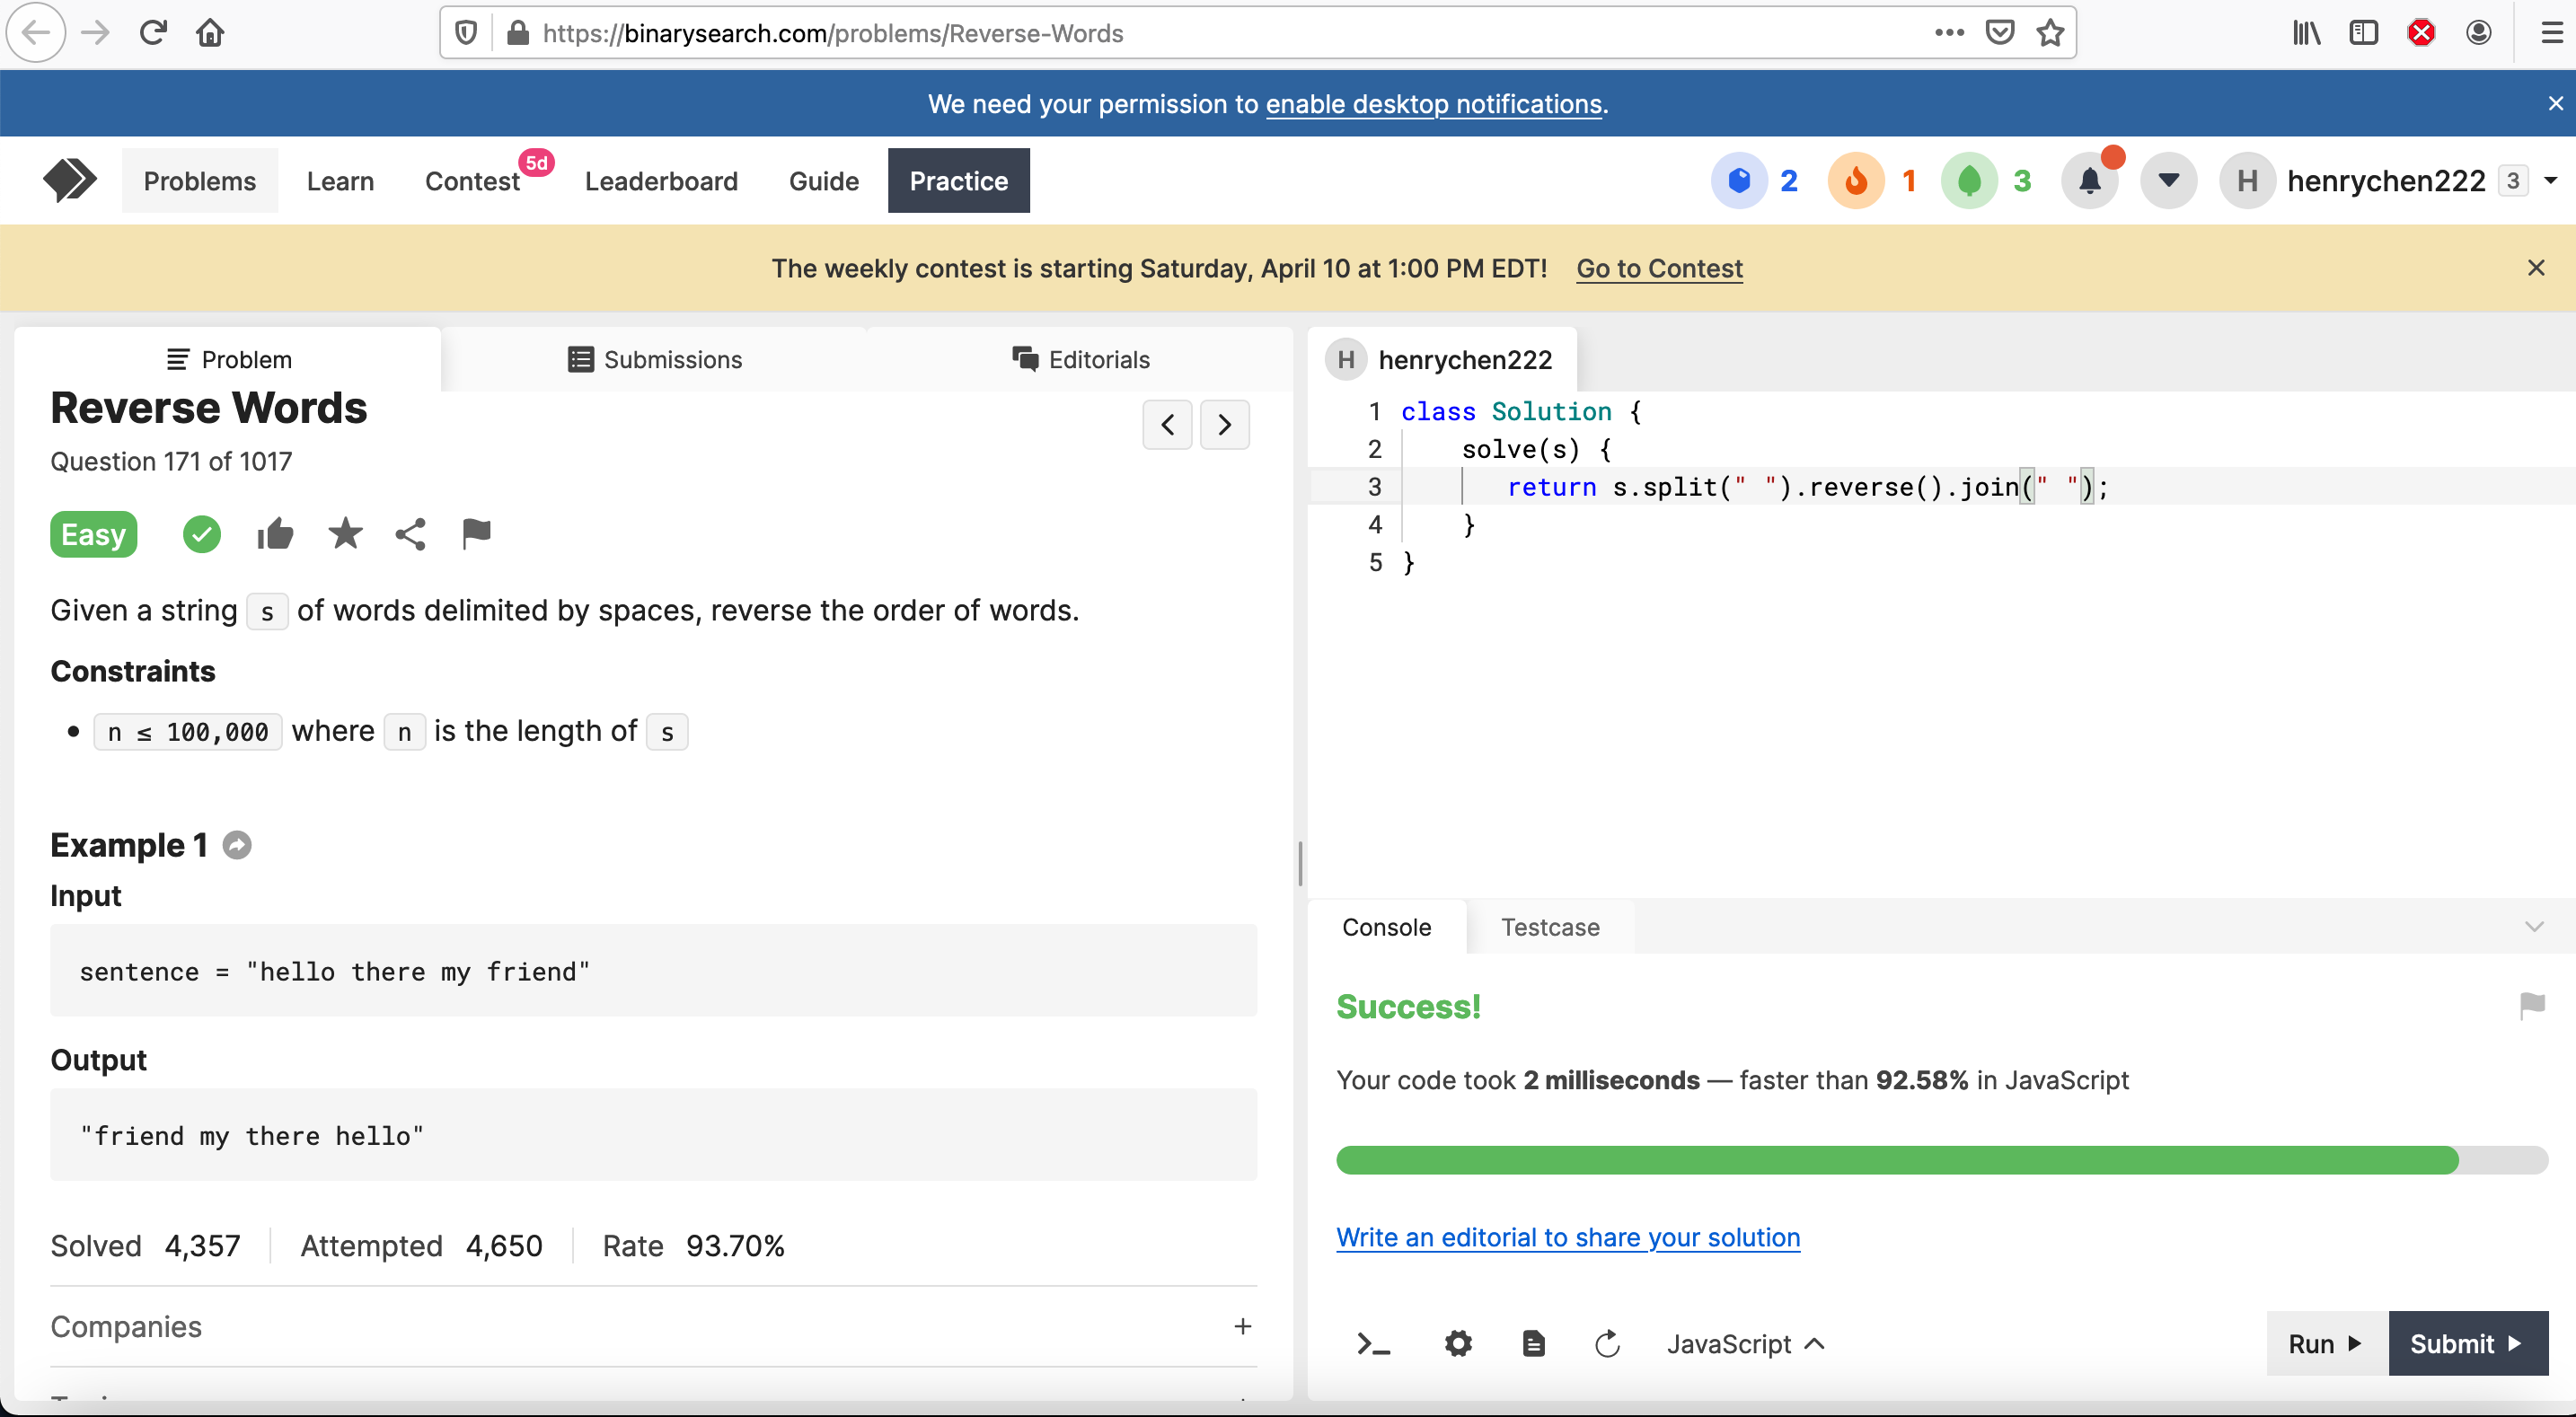 https://binarysearch.com/problems/Reverse-Words
We need your permission to enable desktop notifications.
Problems
Learn
Contest
5d
Leaderboard
Guide
Practice
2
1
3
H
henrychen222
3
The weekly contest is starting Saturday, April 10 at 1:00 PM EDT! Go to Contest
Problem
Submissions
Editorials
Reverse Words
Question 171 of 1017
Easy
Given a string s of words delimited by spaces, reverse the order of words.
Constraints
• n ≤ 100,000 where n is the length of s
Example 1
Input
sentence = "hello there my friend"
Output
"friend my there hello"
Solved 4,357
Attempted 4,650
Rate 93.70%
Companies
H henrychen222
1 class Solution {
2 solve(s) {
3 return s.split(" ").reverse().join(" ");
4 }
5 }
Console
Testcase
Success!
Your code took 2 milliseconds — faster than 92.58% in JavaScript
Write an editorial to share your solution
JavaScript
Run
Submit